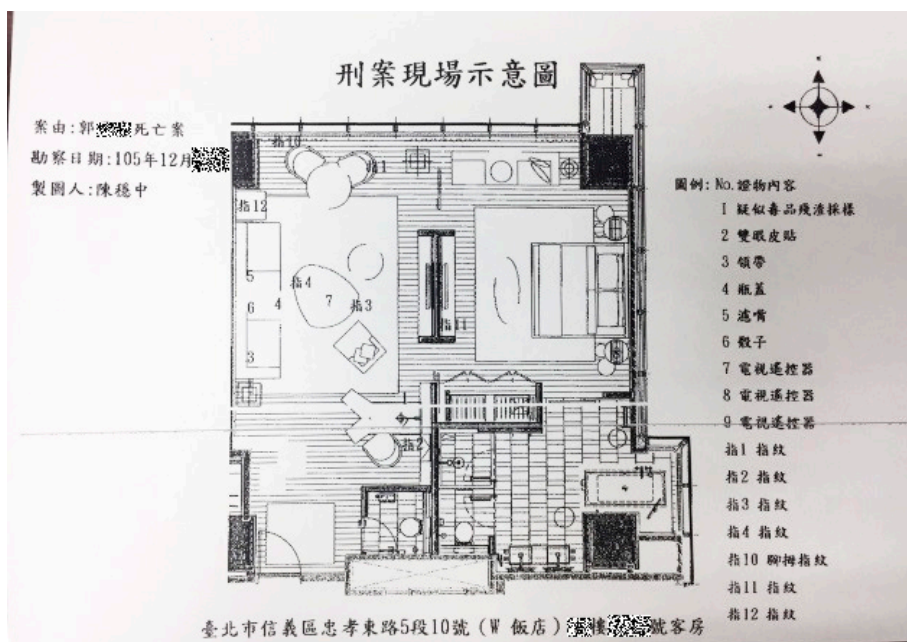 刑案現場示意圖
案由:郭死亡案
勘察日期:105年12月
製圖人:陳穩中
圖例:No.證物內容
1 疑似毒品殘渣採樣
2 雙眼皮貼
3 領帶
4 瓶蓋
5 濾嘴
6 骰子
7 電視遙控器
8 電視遙控器
9 電視遙控器
指1 指紋
指2 指紋
指3 指紋
指4 指紋
指10 腳拇指紋
指11 指紋
指12 指紋
指10
指12
5
指4
6
4
7
指3
指11
3
指2
臺北市信義區忠孝東路5段10號(W 飯店)樓號客房